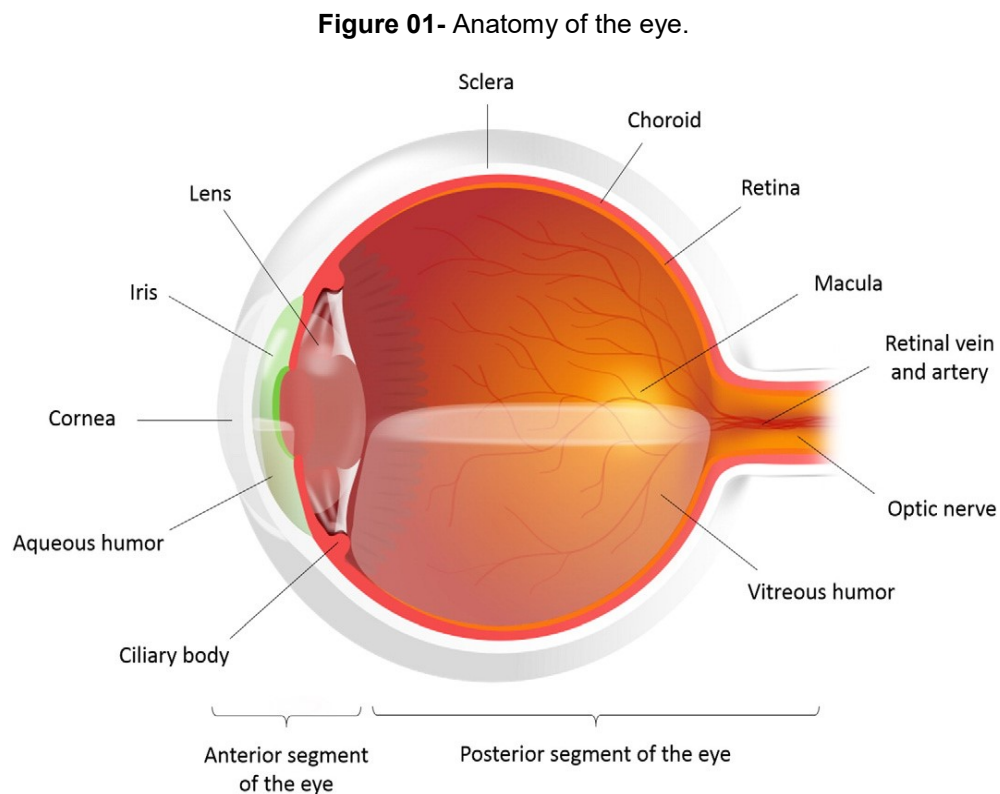 Figure 01- Anatomy of the eye.
Sclera
Choroid
Lens
Retina
Iris
Macula
Retinal vein
and artery
Cornea
Optic nerve
Aqueous humor
Vitreous humor
Ciliary body
Anterior segment
of the eye
Posterior segment of the eye